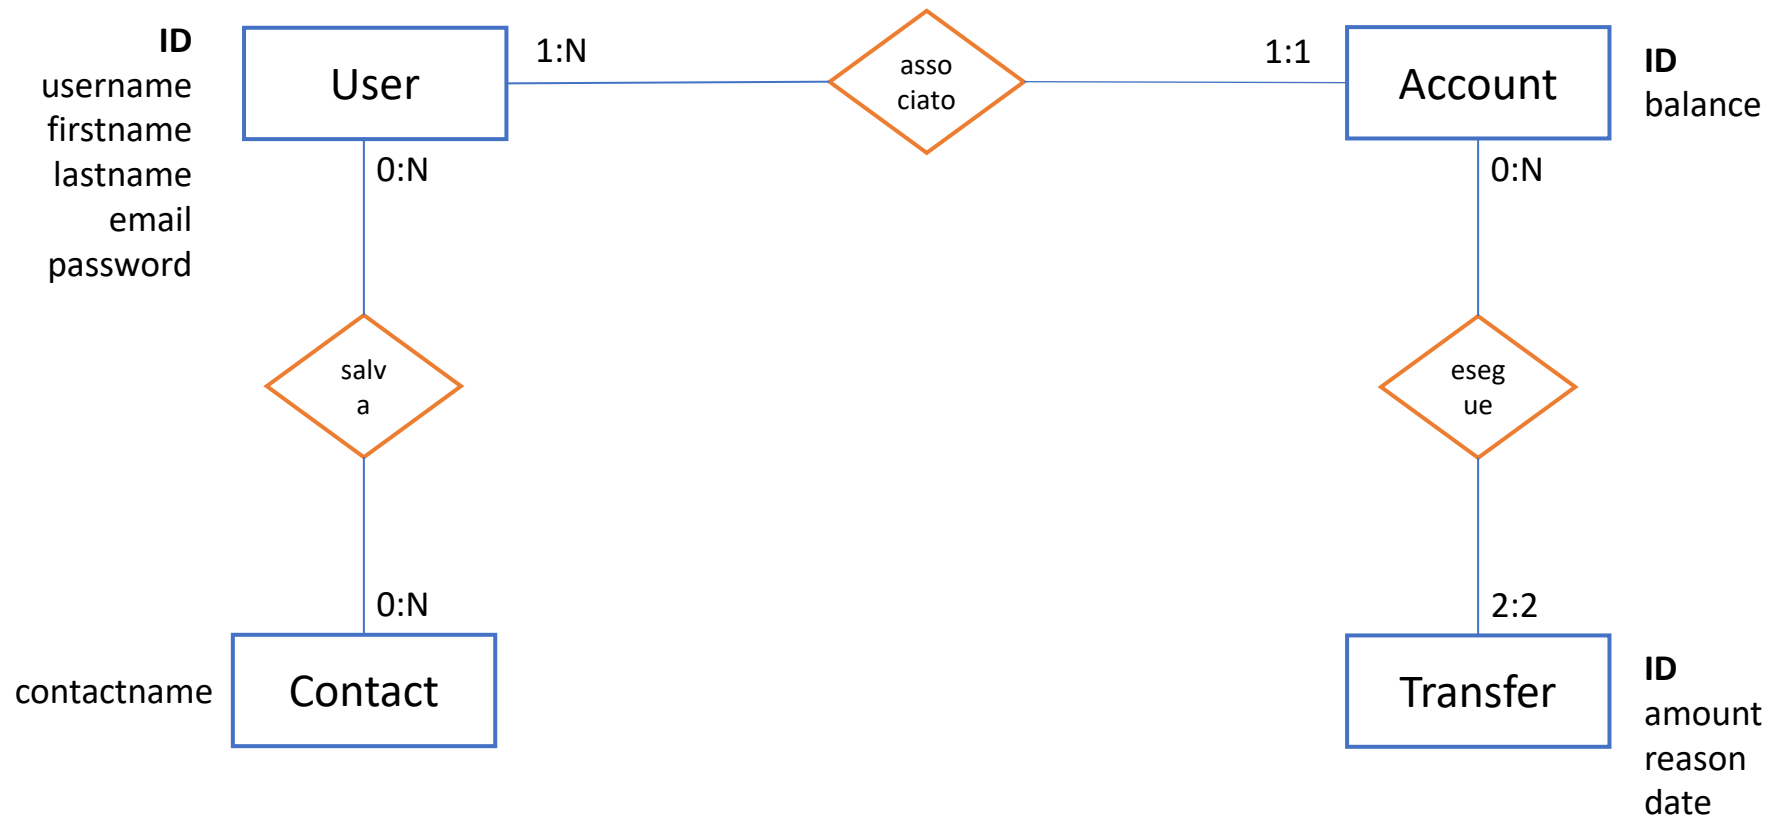 ID
username
firstname
lastname
email
password
User
1:N
asso
ciato
1:1
Account
ID
balance
0:N
0:N
salv
a
eseg
ue
0:N
2:2
contactname
Contact
Transfer
ID
amount
reason
date